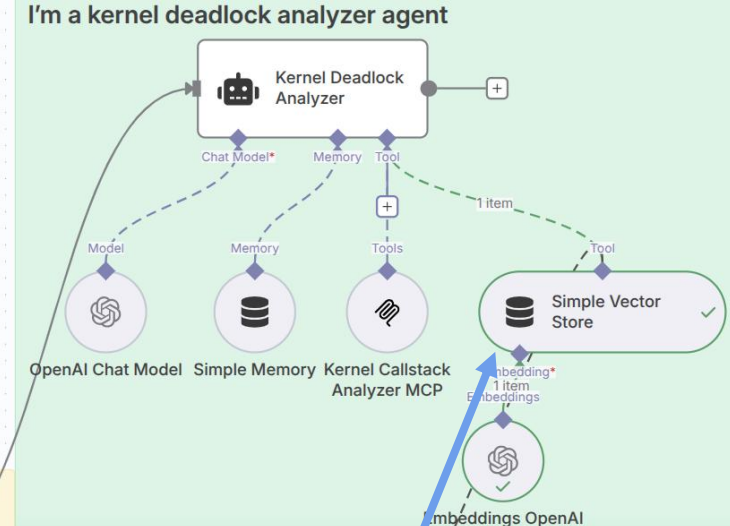 I'm a kernel deadlock analyzer agent
Kernel Deadlock
Analyzer
Chat Model*
Memory
Tool
1 item
Model
Memory
Tools
Tool
Simple Vector
Store
OpenAI Chat Model
Simple Memory
Kernel Callstack
Analyzer MCP
mbedding*
1 item
Embeddings
Embeddings OpenAI